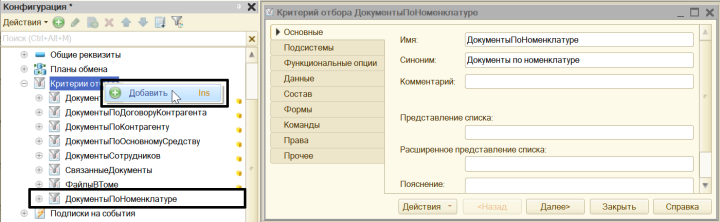 Конфигурация *
Действия
Поиск (Ctrl+Alt+M)
Общие реквизиты
Планы обмена
Критерии от
Добавить Ins
Докумен
ДокументыПоДоговоруКонтрагента
ДокументыПоКонтрагенту
ДокументыПоОсновномуСредству
ДокументыСотрудников
СвязанныеДокументы
ФайлыВТоме
ДокументыПоНоменклатуре
Подписки на события
Критерий отбора ДокументыПоНоменклатуре
Основные
Подсистемы
Функциональные опции
Данные
Состав
Формы
Команды
Права
Прочее
Имя: ДокументыПоНоменклатуре
Синоним: Документы по номенклатуре
Комментарий:
Представление списка:
Расширенное представление списка:
Пояснение:
Действия
<Назад
Далее>
Закрыть
Справка